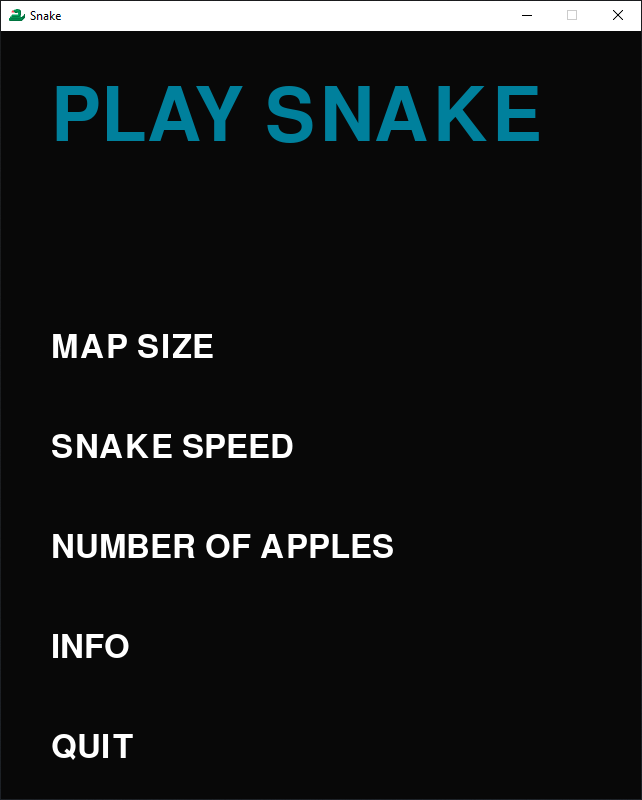 Snake
PLAY SNAKE
MAP SIZE
SNAKE SPEED
NUMBER OF APPLES
INFO
QUIT